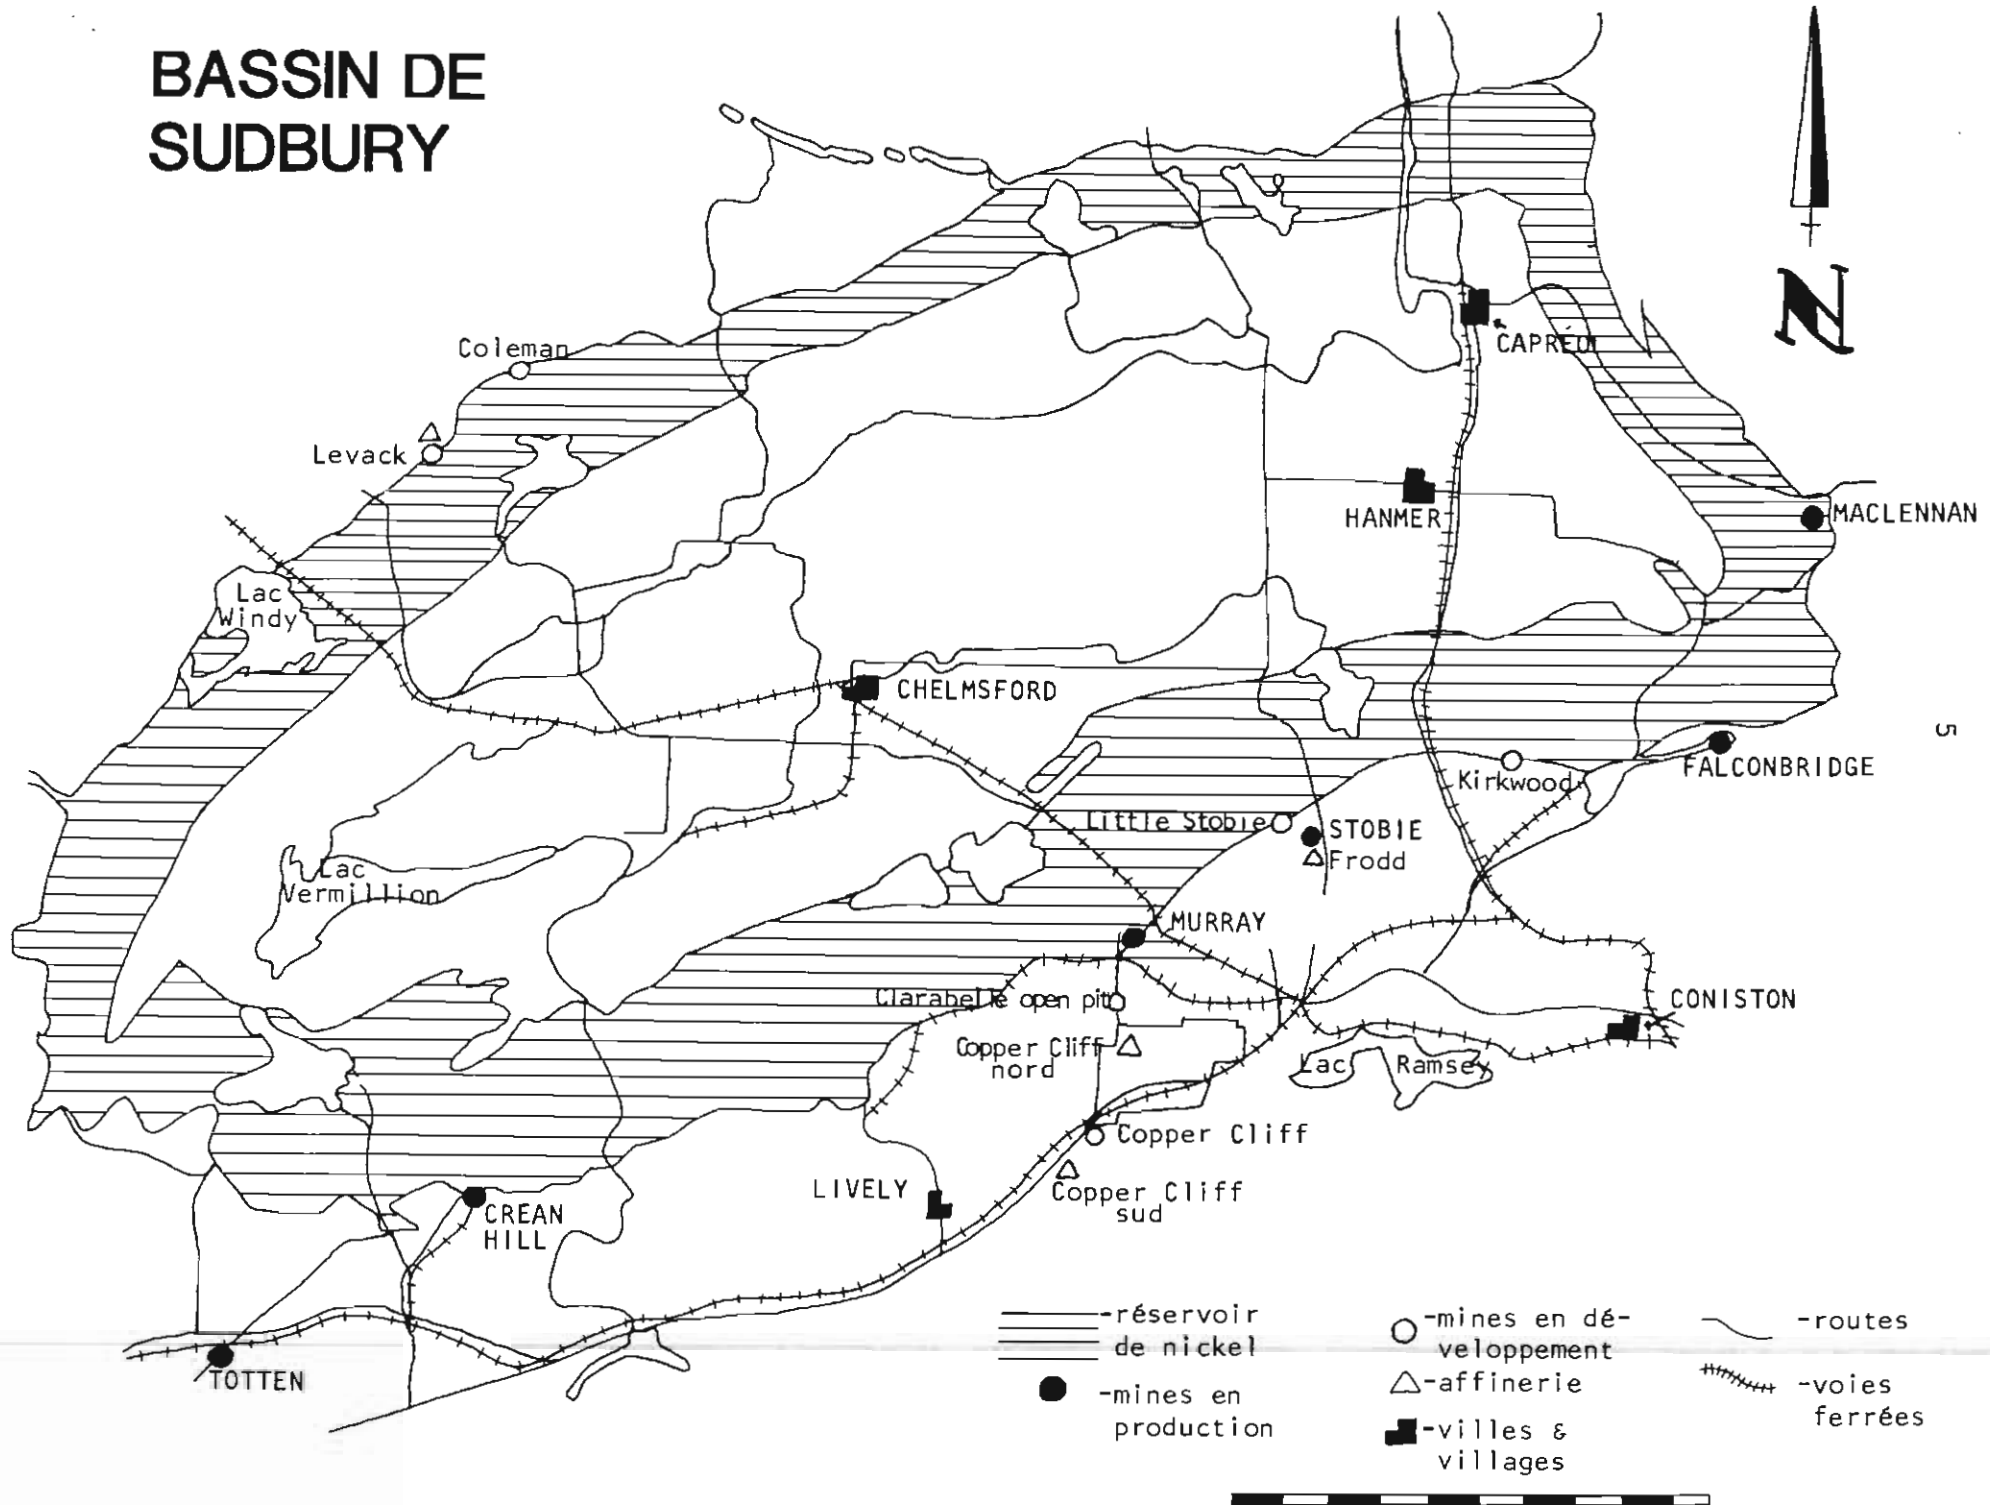 BASSIN DE
SUDBURY
N
Coleman
Levack
CAPRÉOL
HANMER
MACLENNAN
Lac
Windy
CHELMSFORD
5
FALCONBRIDGE
Kirkwood
Little Stobie
STOBIE
Frodd
Lac
Vermillion
MURRAY
Clarabelle open pit
CONISTON
Copper Cliff
nord
Lac Ramsey
Copper Cliff
LIVELY
Copper Cliff
sud
CREAN
HILL
TOTTEN
-réservoir
de nickel
-mines en
production
-mines en dé-
veloppement
-affinerie
-villes &
villages
-routes
-voies
ferrées